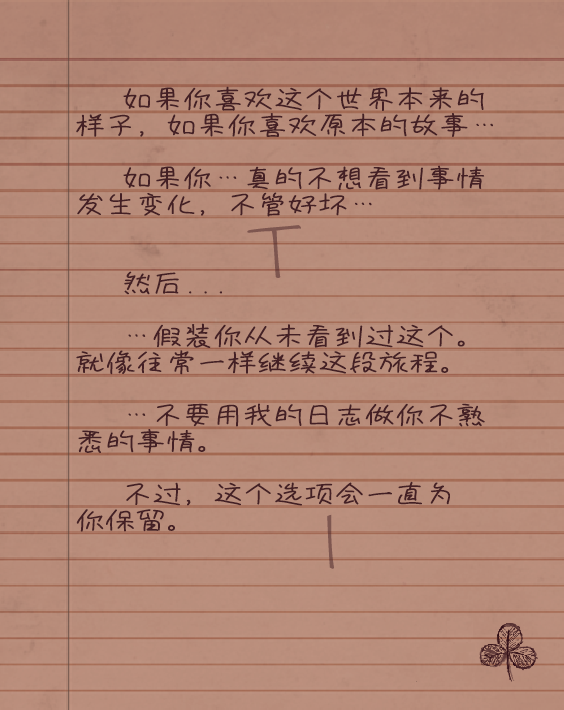 如果你喜欢这个世界本来的
样子，如果你喜欢原本的故事…
如果你…真的不想看到事情
发生变化，不管好坏…
T
然后...
…假装你从未看到过这个。
就像往常一样继续这段旅程。
…不要用我的日志做你不熟
悉的事情。
不过，这个选项会一直为
你保留。
I